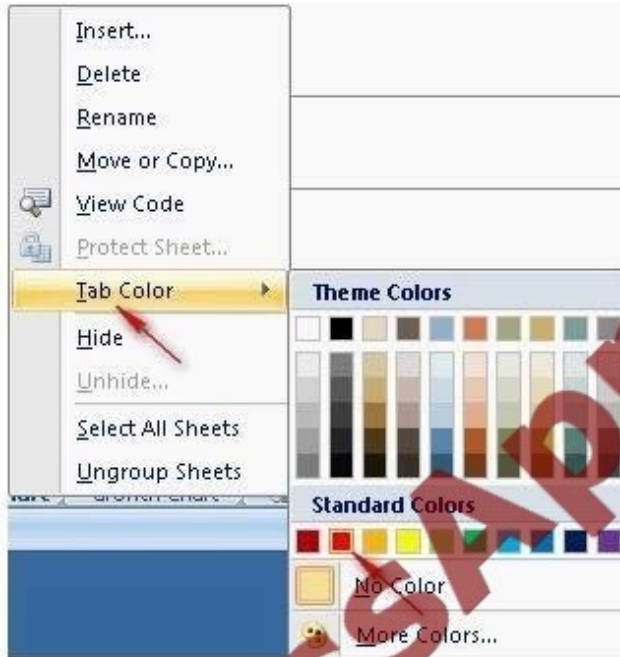 Insert...
Delete
Rename
Move or Copy...
View Code
Protect Sheet...
Tab Color
Hide
Unhide...
Select All Sheets
Ungroup Sheets
Theme Colors
Standard Colors
No Color
More Colors...